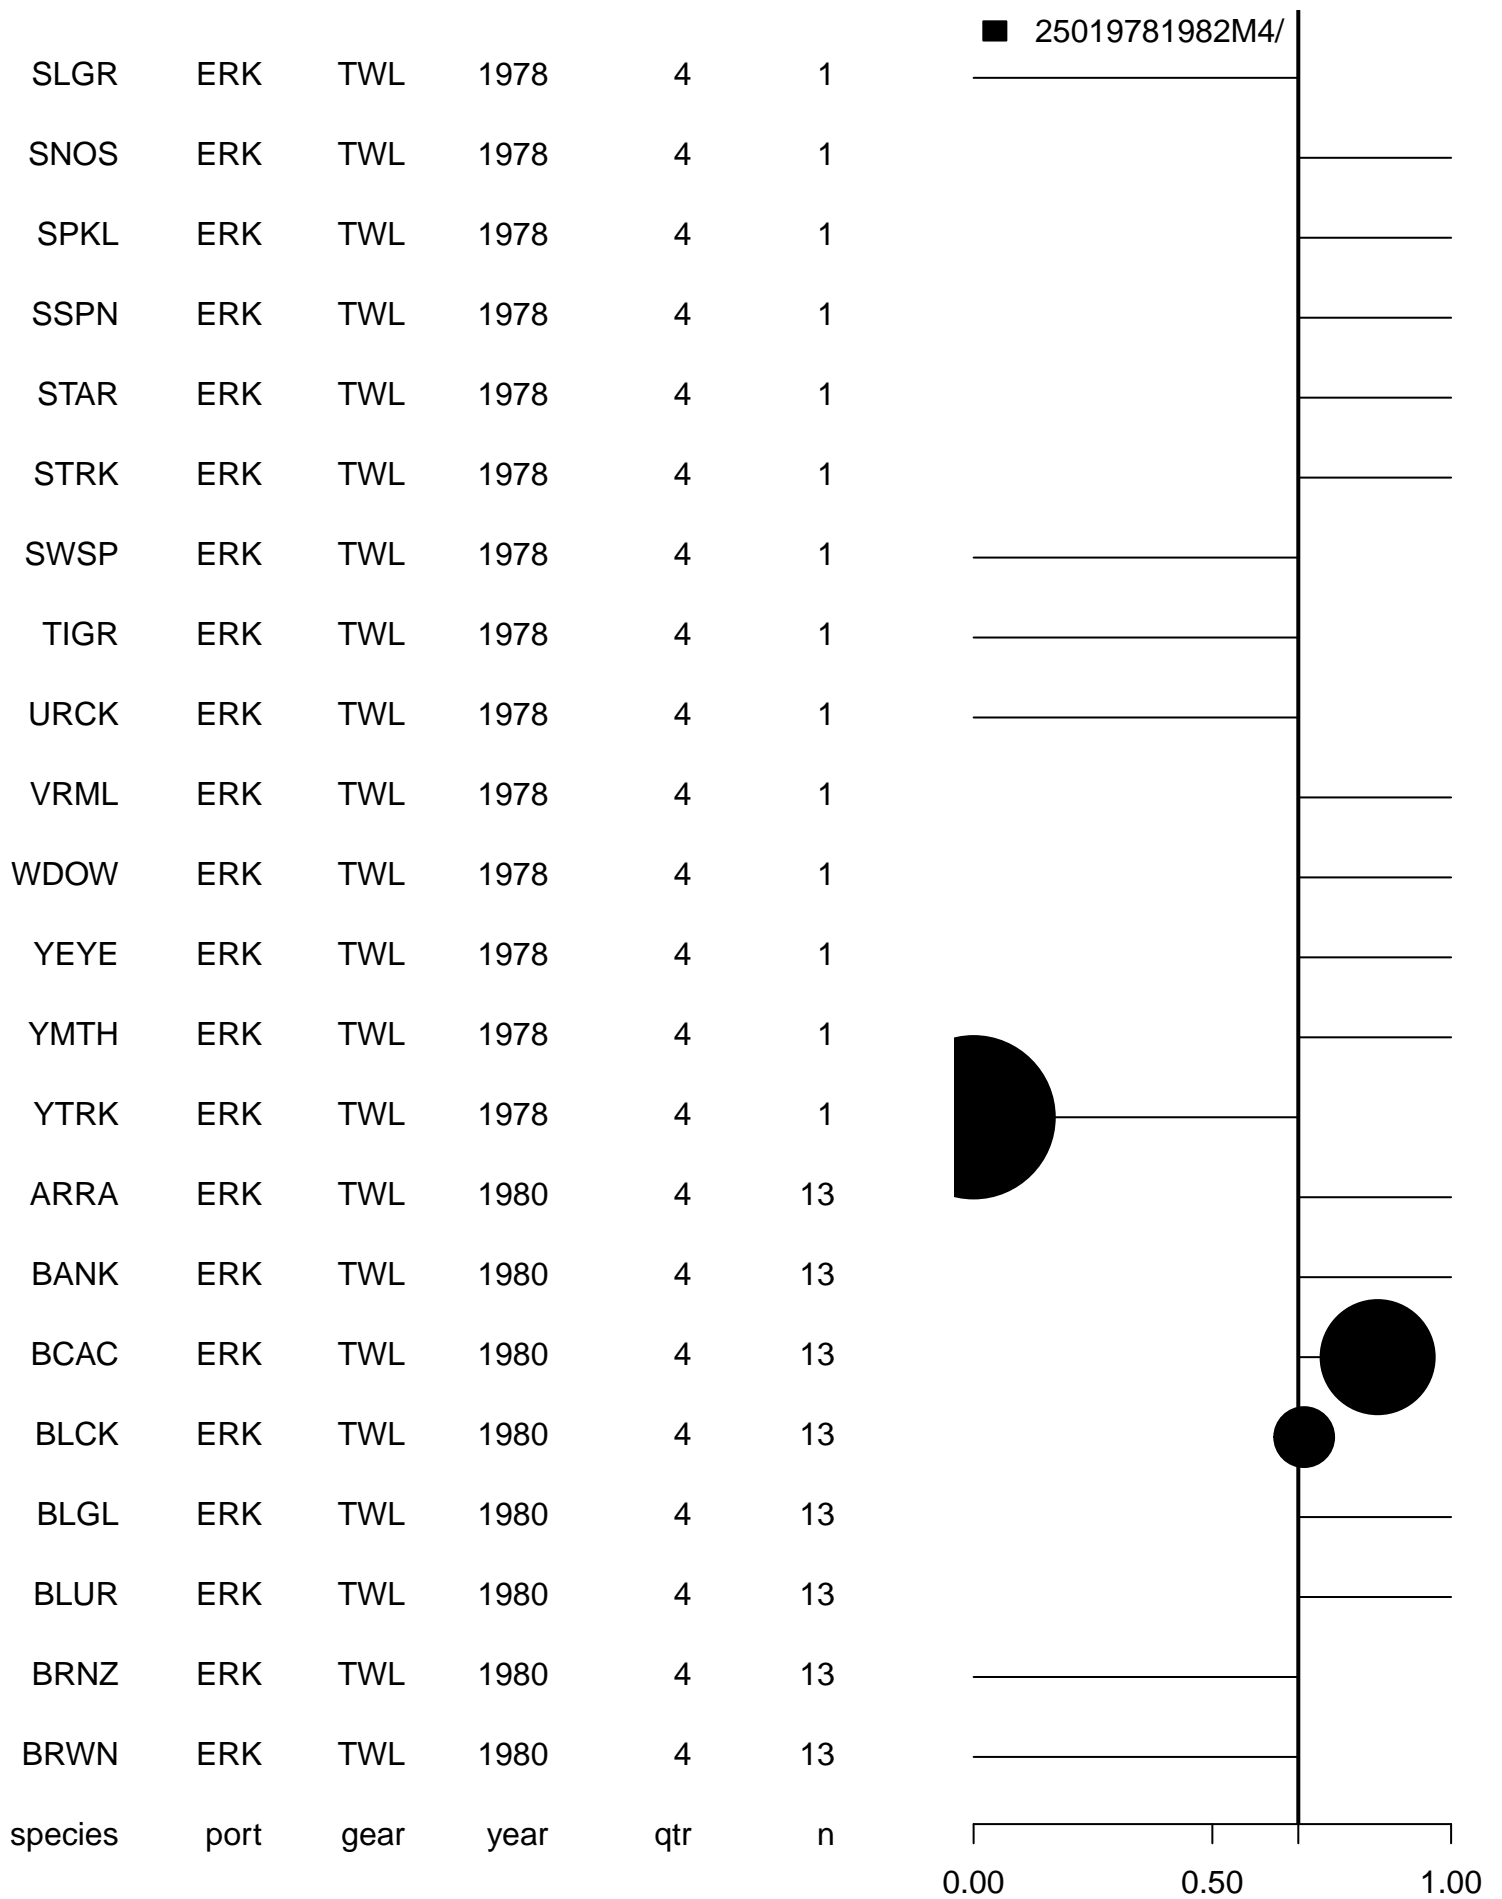 25019781982M4/
SLGR ERK TWL 1978 4 1
SNOS ERK TWL 1978 4 1
SPKL ERK TWL 1978 4 1
SSPN ERK TWL 1978 4 1
STAR ERK TWL 1978 4 1
STRK ERK TWL 1978 4 1
SWSP ERK TWL 1978 4 1
TIGR ERK TWL 1978 4 1
URCK ERK TWL 1978 4 1
VRML ERK TWL 1978 4 1
WDOW ERK TWL 1978 4 1
YEYE ERK TWL 1978 4 1
YMTH ERK TWL 1978 4 1
YTRK ERK TWL 1978 4 1
ARRA ERK TWL 1980 4 13
BANK ERK TWL 1980 4 13
BCAC ERK TWL 1980 4 13
BLCK ERK TWL 1980 4 13
BLGL ERK TWL 1980 4 13
BLUR ERK TWL 1980 4 13
BRNZ ERK TWL 1980 4 13
BRWN ERK TWL 1980 4 13
species port gear year qtr n
0.00 0.50 1.00